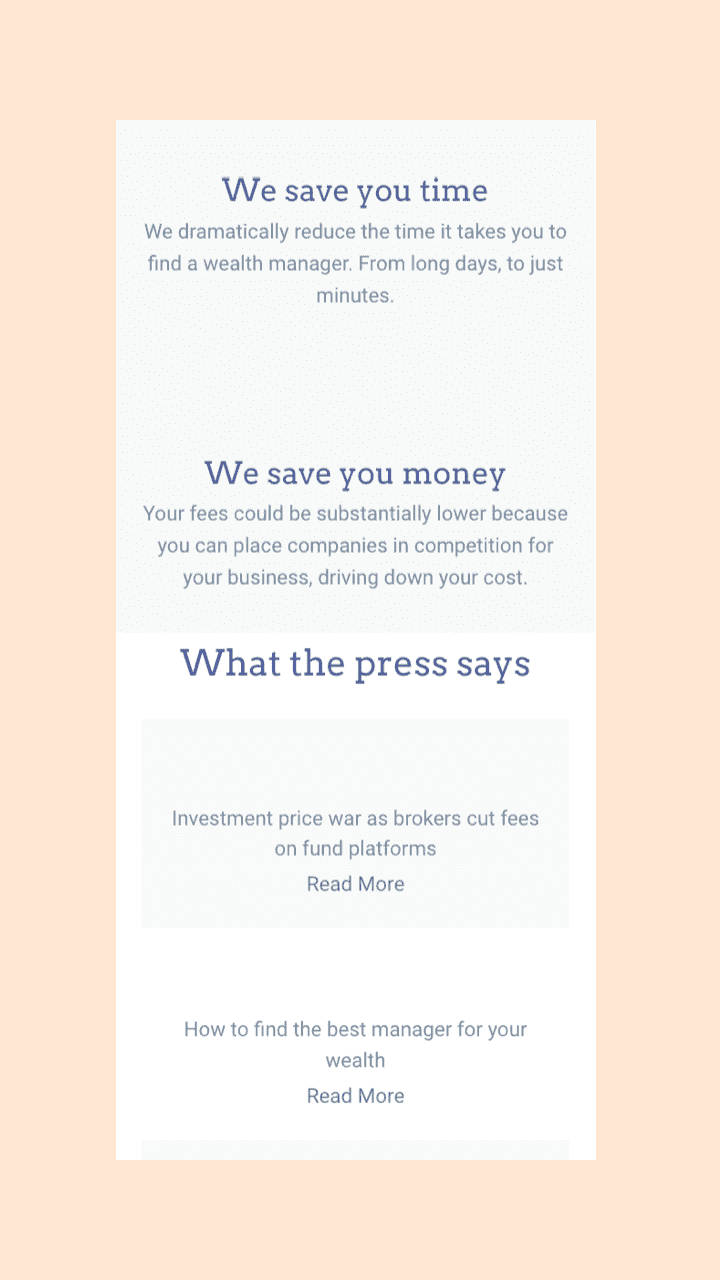 We save you time
We dramatically reduce the time it takes you to
find a wealth manager. From long days, to just
minutes.
We save you money
Your fees could be substantially lower because
you can place companies in competition for
your business, driving down your cost.
What the press says
Investment price war as brokers cut fees
on fund platforms
Read More
How to find the best manager for your
wealth
Read More